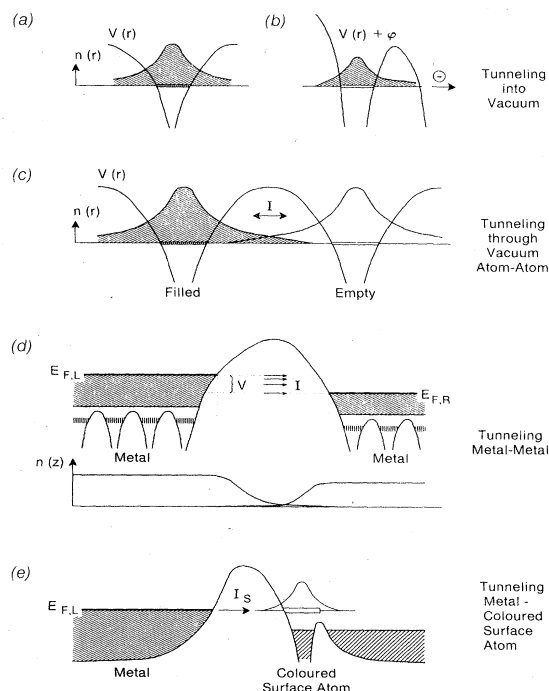 (a)
V (r)
n (r)
(b)
V (r) + φ
⊖
Tunneling
into
Vacuum
(c)
V (r)
n (r)
I
Filled
Empty
Tunneling
through
Vacuum
Atom-Atom
(d)
E F,L
V
I
E F,R
Metal
Metal
n (z)
Tunneling
Metal-Metal
(e)
E F,L
I S
Metal
Coloured
Surface Atom
Tunneling
Metal -
Coloured
Surface
Atom